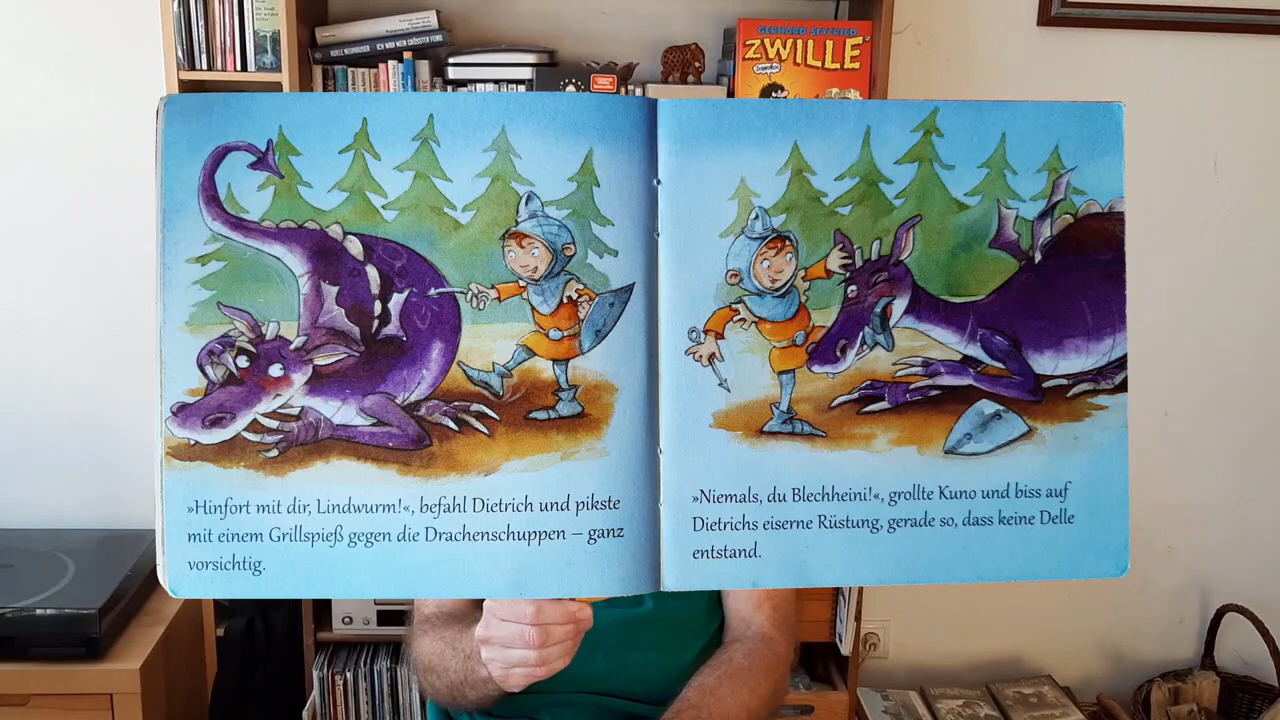 GERHARD SEYFRIED
ZWILLE
»Hinfort mit dir, Lindwurm!«, befahl Dietrich und pikste
mit einem Grillspieß gegen die Drachenschuppen – ganz
vorsichtig.
»Niemals, du Blechheini!«, grollte Kuno und biss auf
Dietrichs eiserne Rüstung, gerade so, dass keine Delle
entstand.